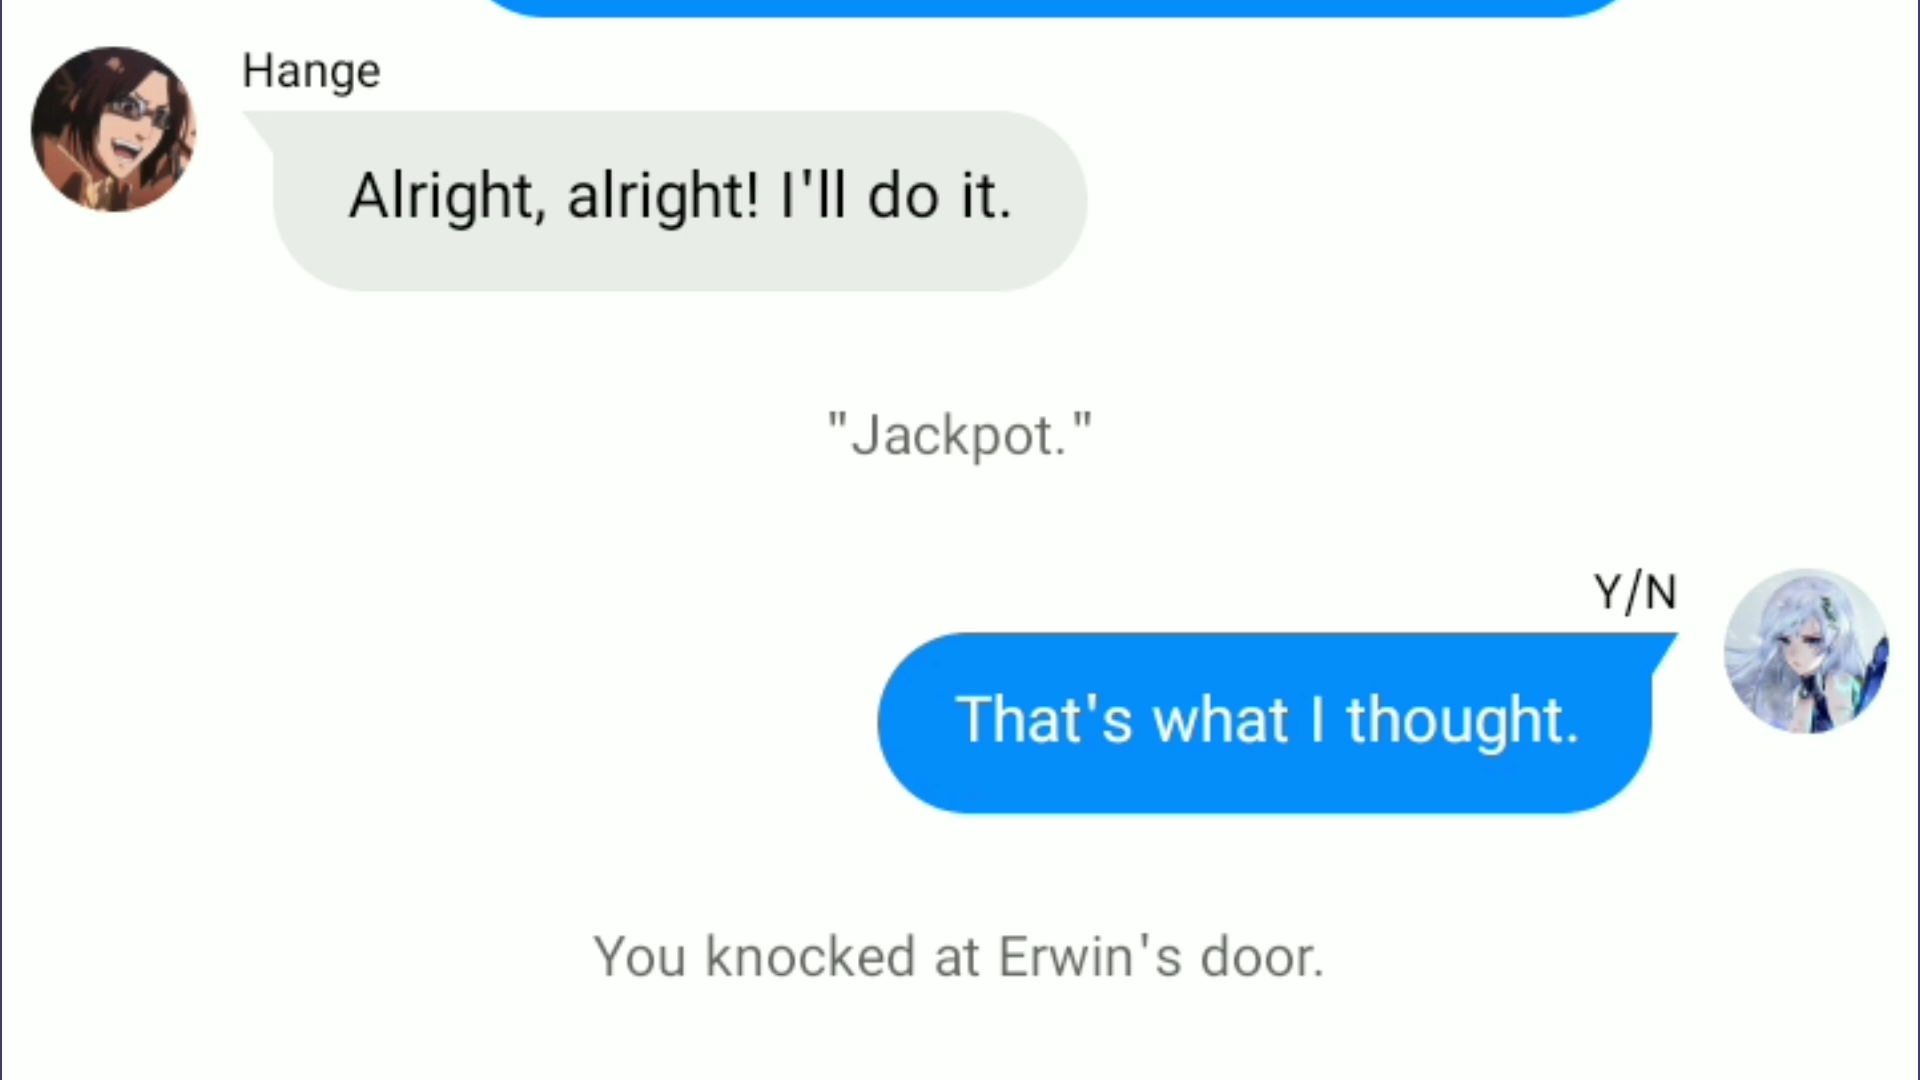 Hange
Alright, alright! I'll do it.
"Jackpot."
Y/N
That's what I thought.
You knocked at Erwin's door.